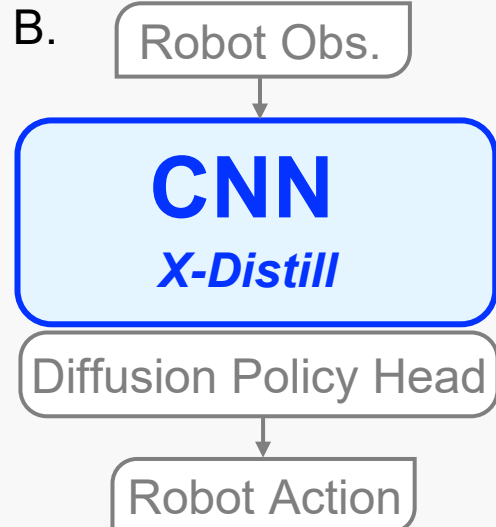 B.
Robot Obs.
CNN
X-Distill
Diffusion Policy Head
Robot Action